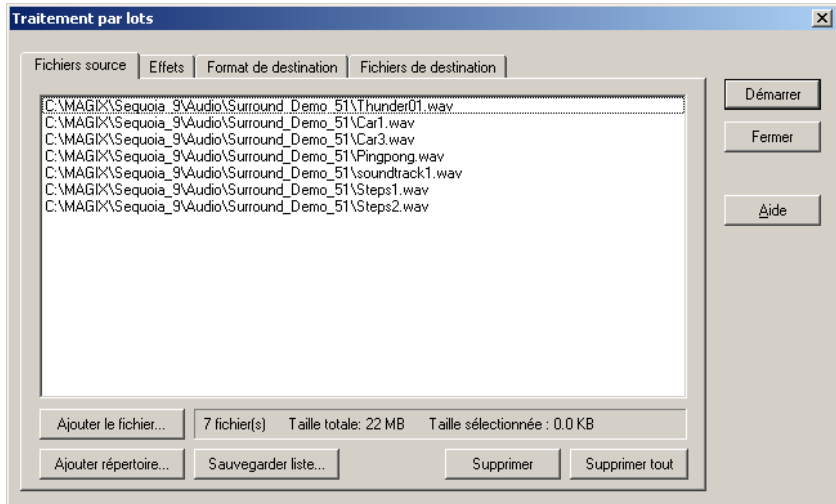 Traitement par lots
Fichiers source Effets Format de destination Fichiers de destination
C:\MAGIX\Sequoia_9\Audio\Surround_Demo_51\Thunder01.wav
C:\MAGIX\Sequoia_9\Audio\Surround_Demo_51\Car1.wav
C:\MAGIX\Sequoia_9\Audio\Surround_Demo_51\Car3.wav
C:\MAGIX\Sequoia_9\Audio\Surround_Demo_51\Pingpong.wav
C:\MAGIX\Sequoia_9\Audio\Surround_Demo_51\soundtrack1.wav
C:\MAGIX\Sequoia_9\Audio\Surround_Demo_51\Steps1.wav
C:\MAGIX\Sequoia_9\Audio\Surround_Demo_51\Steps2.wav
Démarrer
Fermer
Aide
Ajouter le fichier... 7 fichier(s) Taille totale: 22 MB Taille sélectionnée : 0.0 KB
Ajouter répertoire... Sauvegarder liste... Supprimer Supprimer tout